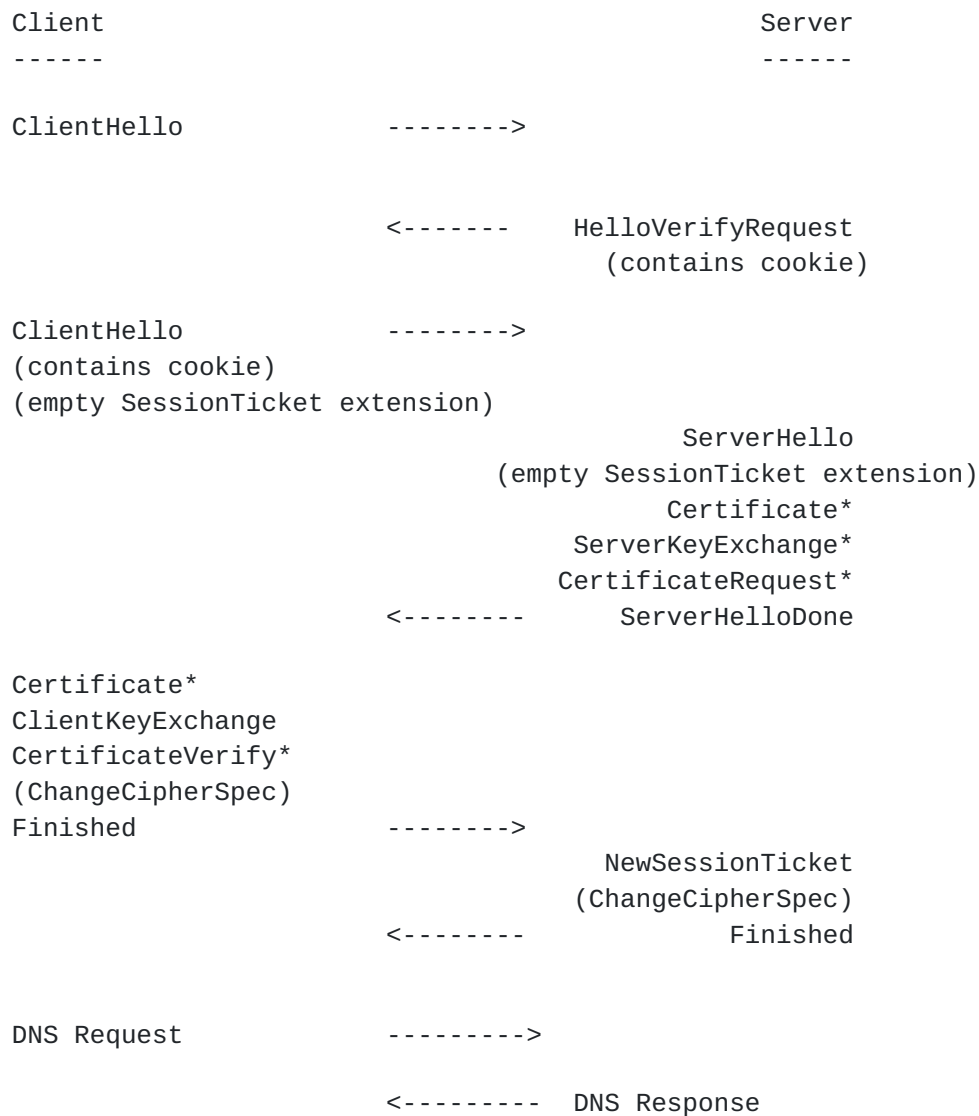 Client                                          Server
------                                          ------

ClientHello             -------->


                        <-------    HelloVerifyRequest
                                      (contains cookie)

ClientHello             -------->
(contains cookie)
(empty SessionTicket extension)
                                           ServerHello
                               (empty SessionTicket extension)
                                          Certificate*
                                    ServerKeyExchange*
                                   CertificateRequest*
                        <--------      ServerHelloDone

Certificate*
ClientKeyExchange
CertificateVerify*
(ChangeCipherSpec)
Finished                -------->
                                      NewSessionTicket
                                    (ChangeCipherSpec)
                        <--------             Finished


DNS Request             --------->

                        <---------  DNS Response